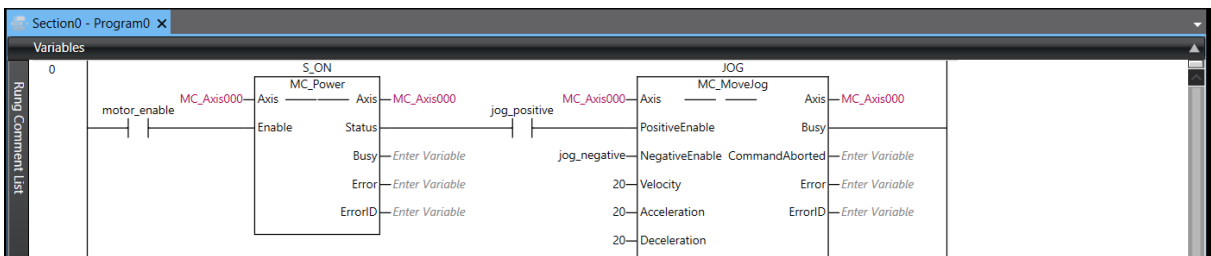 Section0 - Program0 ×
Variables
Rung Comment List
0
S_ON
JOG
MC_Power
MC_MoveJog
MC_Axis000 Axis Axis MC_Axis000
MC_Axis000 Axis Axis MC_Axis000
motor_enable
jog_positive
Enable Status
PositiveEnable Busy
Busy Enter Variable
jog_negative NegativeEnable CommandAborted Enter Variable
Error Enter Variable
20 Velocity Error Enter Variable
ErrorID Enter Variable
20 Acceleration ErrorID Enter Variable
20 Deceleration